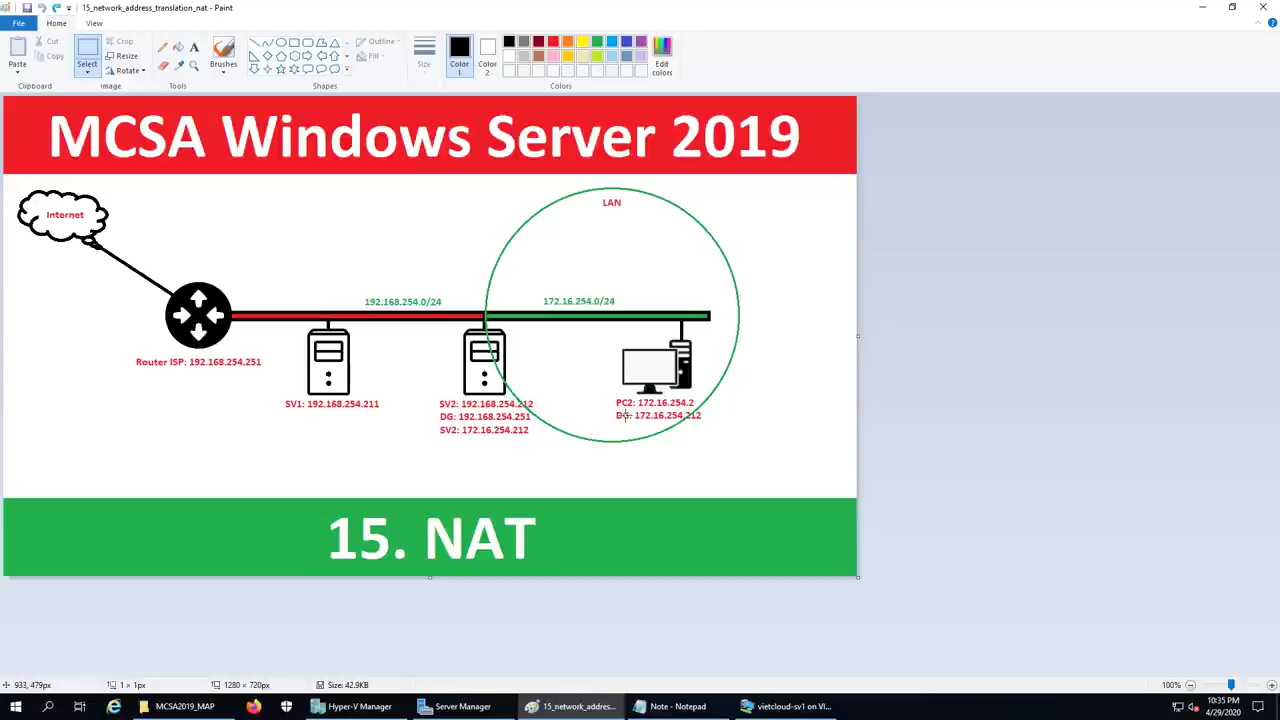 15_network_address_translation_nat - Paint
File
Home
View
Paste
Cut
Copy
Clipboard
Select
Crop
Resize
Rotate
Image
Tools
Brushes
Shapes
Outline
Fill
Size
Color 1
Color 2
Edit colors
Colors
MCSA Windows Server 2019
Internet
LAN
192.168.254.0/24
172.16.254.0/24
Router ISP: 192.168.254.251
SV1: 192.168.254.211
SV2: 192.168.254.212
DG: 192.168.254.251
SV2: 172.16.254.212
PC2: 172.16.254.2
DG: 172.16.254.212
15. NAT
933, 479px
1 × 1px
1280 × 720px
Size: 42.9KB
100%
MCSA2019_MAP
Hyper-V Manager
Server Manager
15_network_addres...
Note - Notepad
vietcloud-sv1 on VI...
10:35 PM
4/29/2020